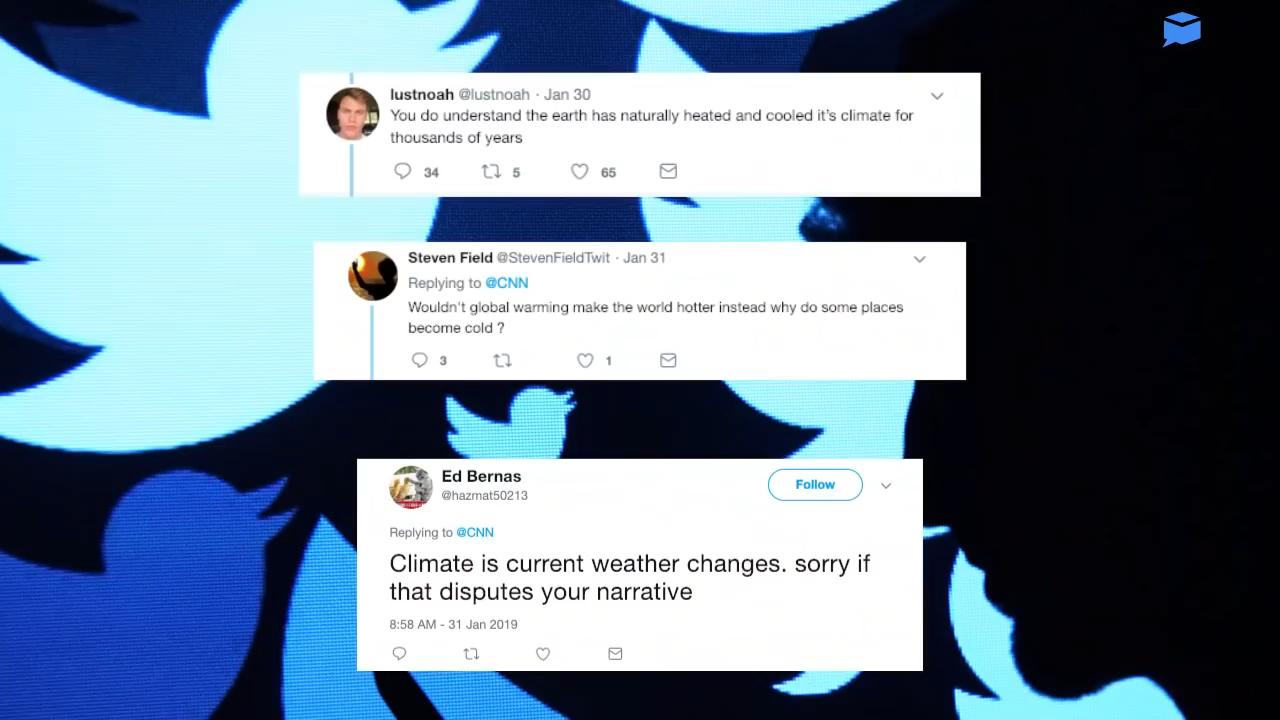 lustnoah @lustnoah · Jan 30
You do understand the earth has naturally heated and cooled it's climate for
thousands of years
34 5 65
Steven Field @StevenFieldTwit · Jan 31
Replying to @CNN
Wouldn't global warming make the world hotter instead why do some places
become cold ?
3 1
Ed Bernas
Follow
@hazmat50213
Replying to @CNN
Climate is current weather changes. sorry if
that disputes your narrative
8:58 AM - 31 Jan 2019